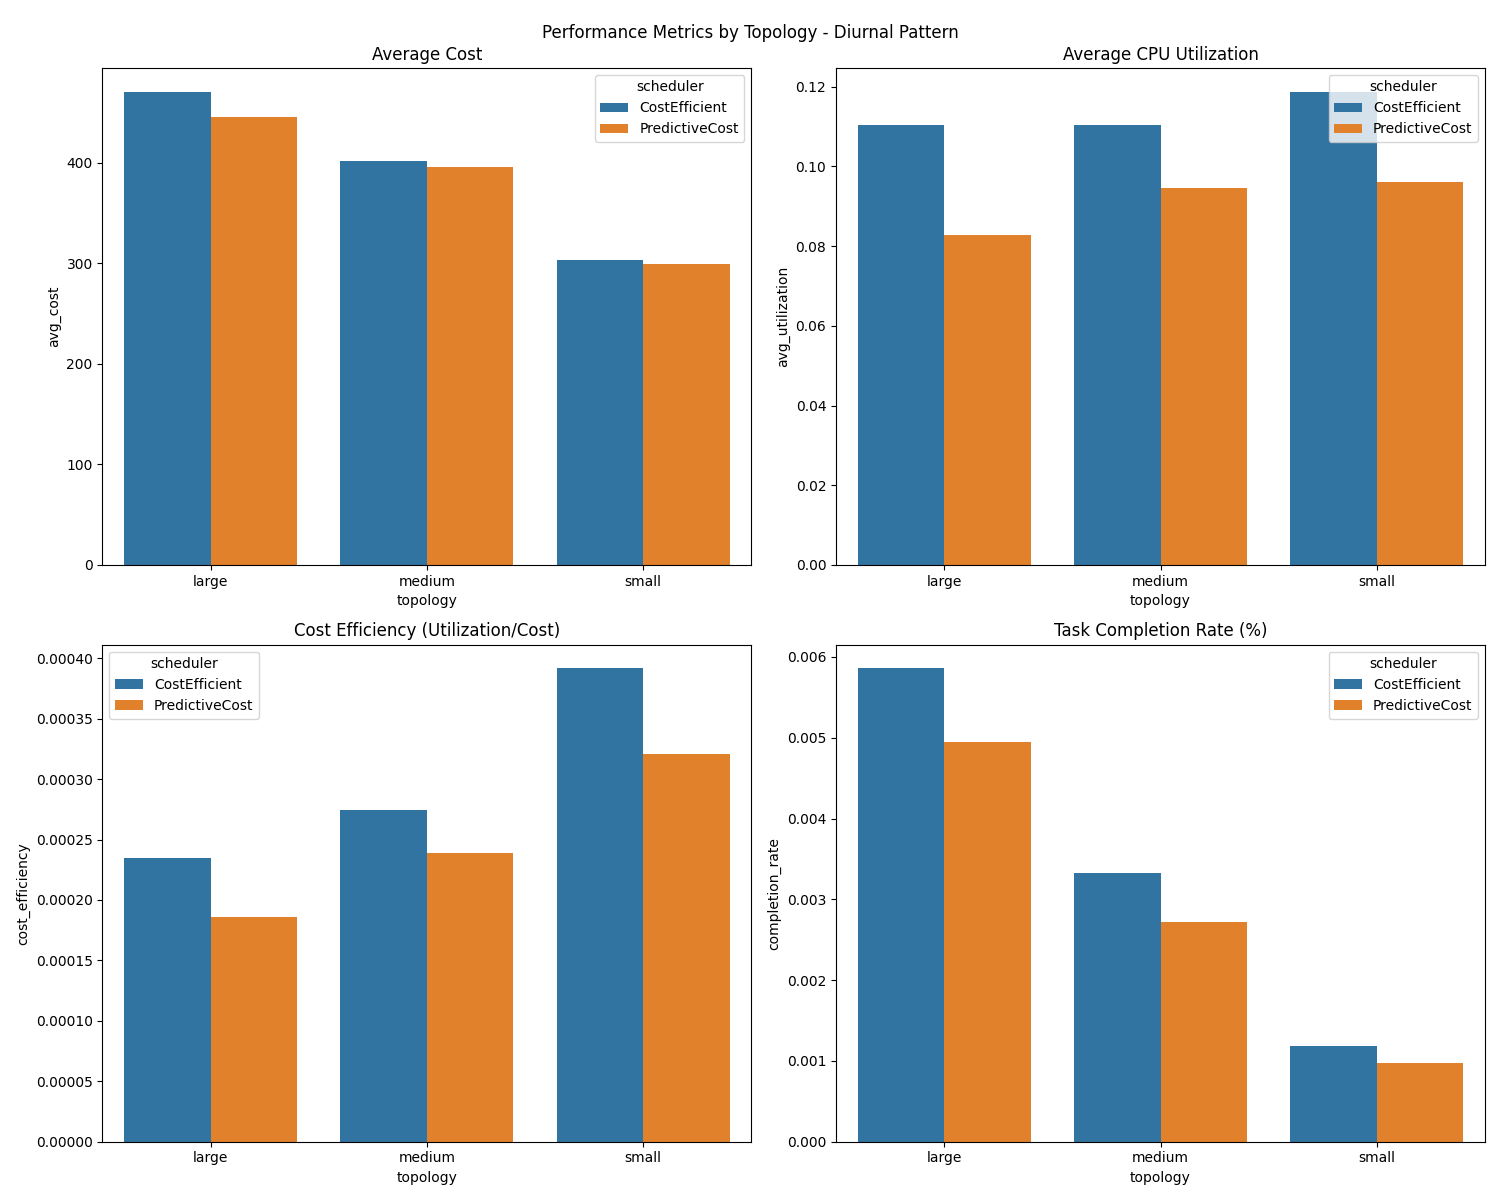 Performance Metrics by Topology - Diurnal Pattern
Average Cost
avg_cost
400
300
200
100
0
scheduler
CostEfficient
PredictiveCost
large
medium
small
topology
Average CPU Utilization
avg_utilization
0.12
0.10
0.08
0.06
0.04
0.02
0.00
scheduler
CostEfficient
PredictiveCost
large
medium
small
topology
Cost Efficiency (Utilization/Cost)
cost_efficiency
0.00040
0.00035
0.00030
0.00025
0.00020
0.00015
0.00010
0.00005
0.00000
scheduler
CostEfficient
PredictiveCost
large
medium
small
topology
Task Completion Rate (%)
completion_rate
0.006
0.005
0.004
0.003
0.002
0.001
0.000
scheduler
CostEfficient
PredictiveCost
large
medium
small
topology